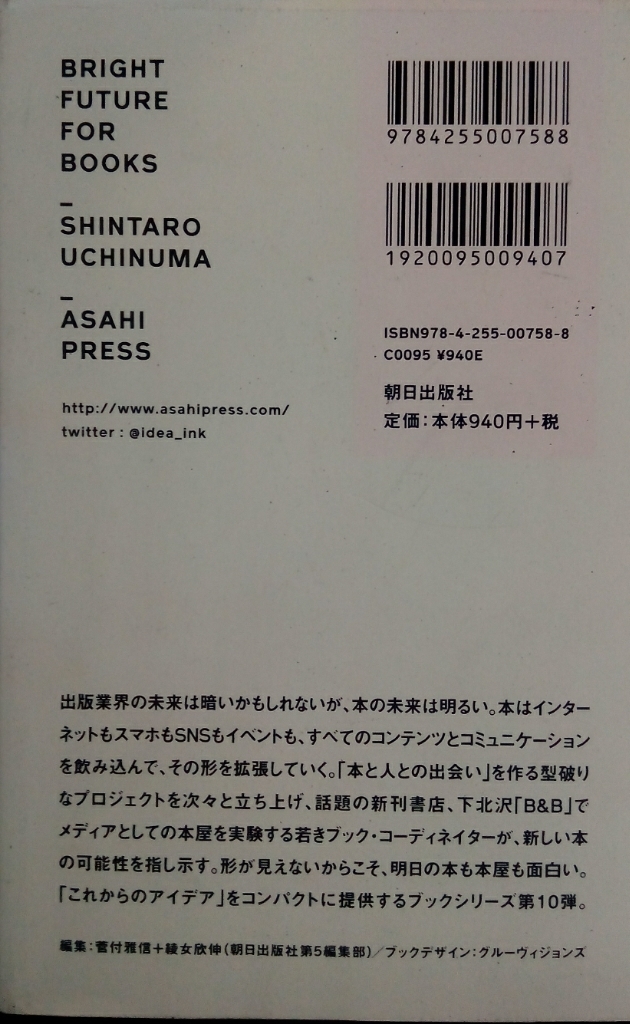 BRIGHT
FUTURE
FOR
BOOKS
–
SHINTARO
UCHINUMA
–
ASAHI
PRESS
http://www.asahipress.com/
twitter : @idea_ink
9784255007588
1920095009407
ISBN978-4-255-00758-8
C0095 ¥940E
朝日出版社
定価:本体940円+税
出版業界の未来は暗いかもしれないが、本の未来は明るい。本はインター
ネットもスマホもSNSもイベントも、すべてのコンテンツとコミュニケーション
を飲み込んで、その形を拡張していく。「本と人との出会い」を作る型破り
なプロジェクトを次々と立ち上げ、話題の新刊書店、下北沢「B&B」で
メディアとしての本屋を実験する若きブック・コーディネイターが、新しい本
の可能性を指し示す。形が見えないからこそ、明日の本も本屋も面白い。
「これからのアイデア」をコンパクトに提供するブックシリーズ第10弾。
編集:菅付雅信+綾女欣伸(朝日出版社第5編集部)/ブックデザイン:グルーヴィジョンズ